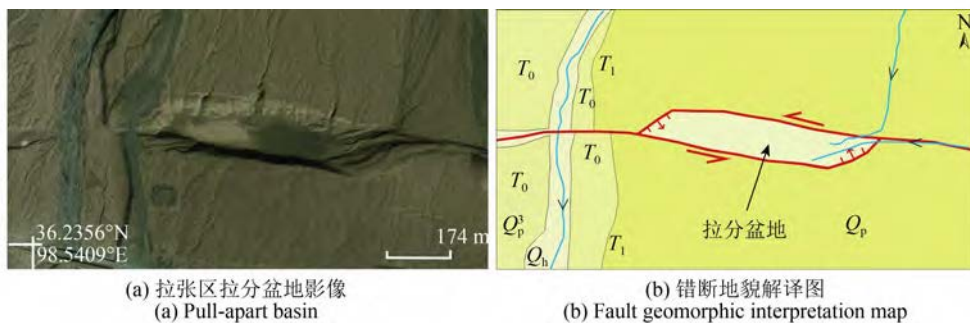 36.2356°N
98.5409°E
174 m
N
T₀
T₁
T₀
T₀
T₀
Q³ₚ
Qₕ
T₁
拉分盆地
Qₚ
(a) 拉张区拉分盆地影像
(a) Pull-apart basin
(b) 错断地貌解译图
(b) Fault geomorphic interpretation map